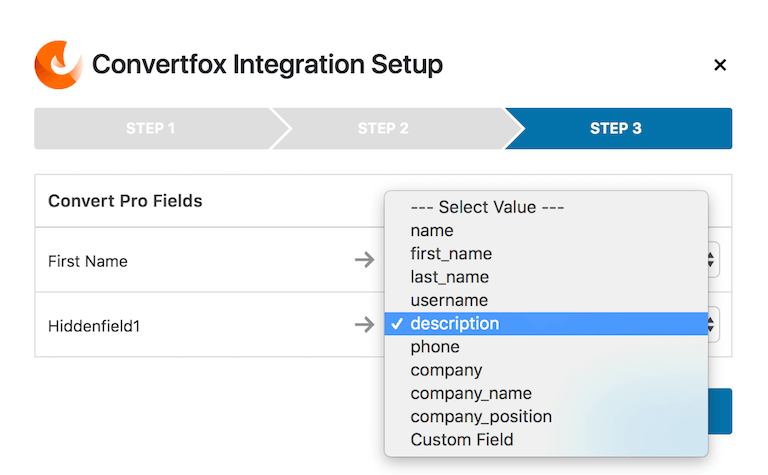 Convertfox Integration Setup
STEP 1
STEP 2
STEP 3
Convert Pro Fields
First Name
Hiddenfield1
--- Select Value ---
name
first_name
last_name
username
description
phone
company
company_name
company_position
Custom Field